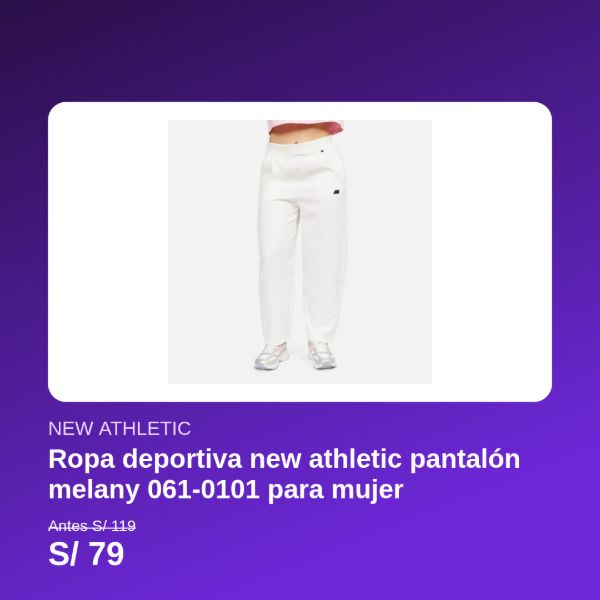 NEW ATHLETIC
Ropa deportiva new athletic pantalón
melany 061-0101 para mujer
Antes S/ 119
S/ 79